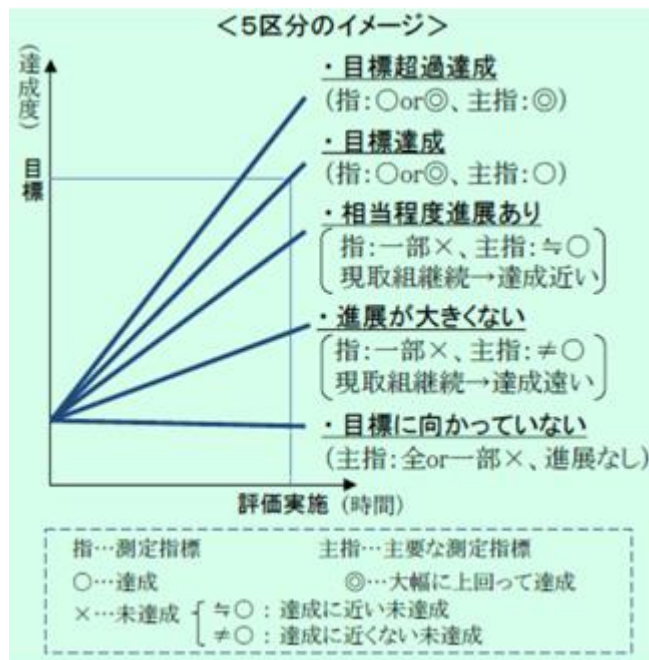 ＜５区分のイメージ＞
(達成度)
目標
・目標超過達成
(指：○or◎、主指：◎)
・目標達成
(指：○or◎、主指：○)
・相当程度進展あり
指：一部×、主指：≒○
現取組継続→達成近い
・進展が大きくない
指：一部×、主指：≠○
現取組継続→達成遠い
・目標に向かっていない
(主指：全or一部×、進展なし)
評価実施 (時間)
指…測定指標 主指…主要な測定指標
○…達成 ◎…大幅に上回って達成
×…未達成 ≒○：達成に近い未達成
≠○：達成に近くない未達成